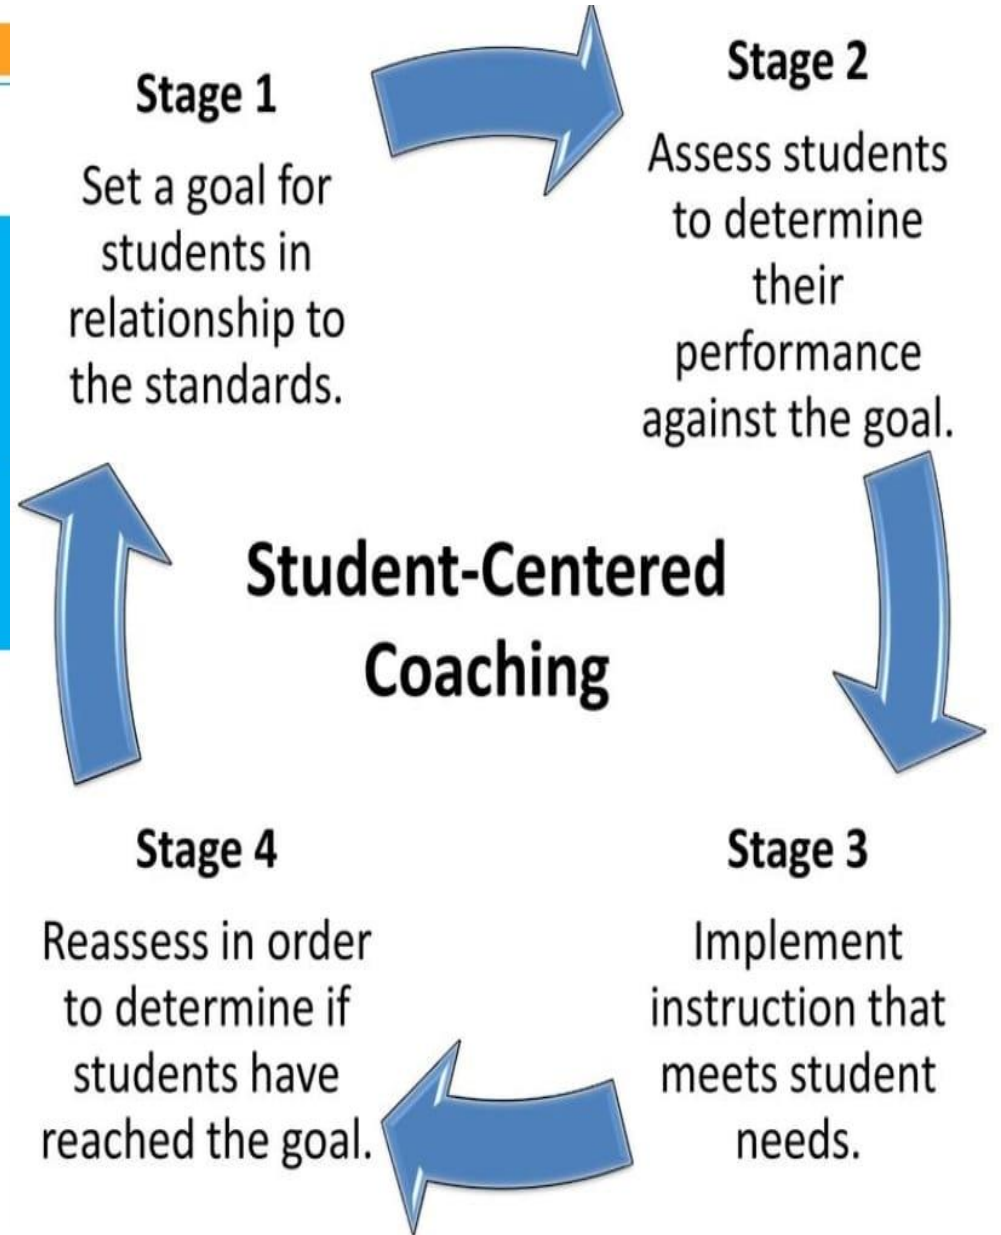 Stage 1
Set a goal for
students in
relationship to
the standards.
Stage 2
Assess students
to determine
their
performance
against the goal.
Student-Centered
Coaching
Stage 3
Implement
instruction that
meets student
needs.
Stage 4
Reassess in order
to determine if
students have
reached the goal.